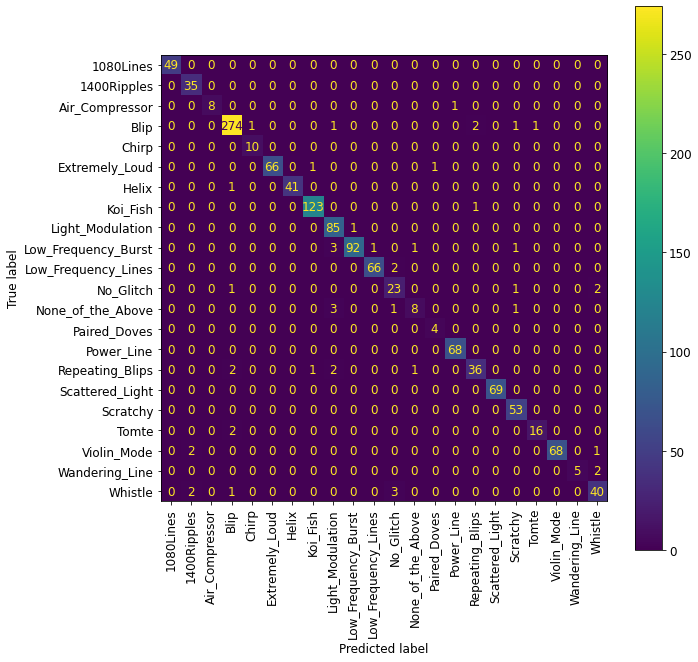 1080Lines 49 0 0 0 0 0 0 0 0 0 0 0 0 0 0 0 0 0 0 0 0 0
1400Ripples 0 35 0 0 0 0 0 0 0 0 0 0 0 0 0 0 0 0 0 0 0 0
Air_Compressor 0 0 8 0 0 0 0 0 0 0 0 0 0 0 1 0 0 0 0 0 0 0
Blip 0 0 0 274 1 0 0 0 1 0 0 0 0 0 0 2 0 1 1 0 0 0
Chirp 0 0 0 0 10 0 0 0 0 0 0 0 0 0 0 0 0 0 0 0 0 0
Extremely_Loud 0 0 0 0 0 66 0 1 0 0 0 0 0 1 0 0 0 0 0 0 0 0
Helix 0 0 0 1 0 0 41 0 0 0 0 0 0 0 0 0 0 0 0 0 0 0
Koi_Fish 0 0 0 0 0 0 0 123 0 0 0 0 0 0 0 1 0 0 0 0 0 0
Light_Modulation 0 0 0 0 0 0 0 0 85 1 0 0 0 0 0 0 0 0 0 0 0 0
Low_Frequency_Burst 0 0 0 0 0 0 0 0 3 92 1 0 1 0 0 0 0 1 0 0 0 0
Low_Frequency_Lines 0 0 0 0 0 0 0 0 0 0 66 2 0 0 0 0 0 0 0 0 0 0
No_Glitch 0 0 0 1 0 0 0 0 0 0 0 23 0 0 0 0 0 1 0 0 0 2
None_of_the_Above 0 0 0 0 0 0 0 0 3 0 0 1 8 0 0 0 0 1 0 0 0 0
Paired_Doves 0 0 0 0 0 0 0 0 0 0 0 0 0 4 0 0 0 0 0 0 0 0
Power_Line 0 0 0 0 0 0 0 0 0 0 0 0 0 0 68 0 0 0 0 0 0 0
Repeating_Blips 0 0 0 2 0 0 0 1 2 0 0 0 1 0 0 36 0 0 0 0 0 0
Scattered_Light 0 0 0 0 0 0 0 0 0 0 0 0 0 0 0 0 69 0 0 0 0 0
Scratchy 0 0 0 0 0 0 0 0 0 0 0 0 0 0 0 0 0 53 0 0 0 0
Tomte 0 0 0 2 0 0 0 0 0 0 0 0 0 0 0 0 0 0 16 0 0 0
Violin_Mode 0 2 0 0 0 0 0 0 0 0 0 0 0 0 0 0 0 0 0 68 0 1
Wandering_Line 0 0 0 0 0 0 0 0 0 0 0 0 0 0 0 0 0 0 0 0 5 2
Whistle 0 2 0 1 0 0 0 0 0 0 0 3 0 0 0 0 0 0 0 0 0 40
True label
1080Lines
1400Ripples
Air_Compressor
Blip
Chirp
Extremely_Loud
Helix
Koi_Fish
Light_Modulation
Low_Frequency_Burst
Low_Frequency_Lines
No_Glitch
None_of_the_Above
Paired_Doves
Power_Line
Repeating_Blips
Scattered_Light
Scratchy
Tomte
Violin_Mode
Wandering_Line
Whistle
Predicted label
250
200
150
100
50
0